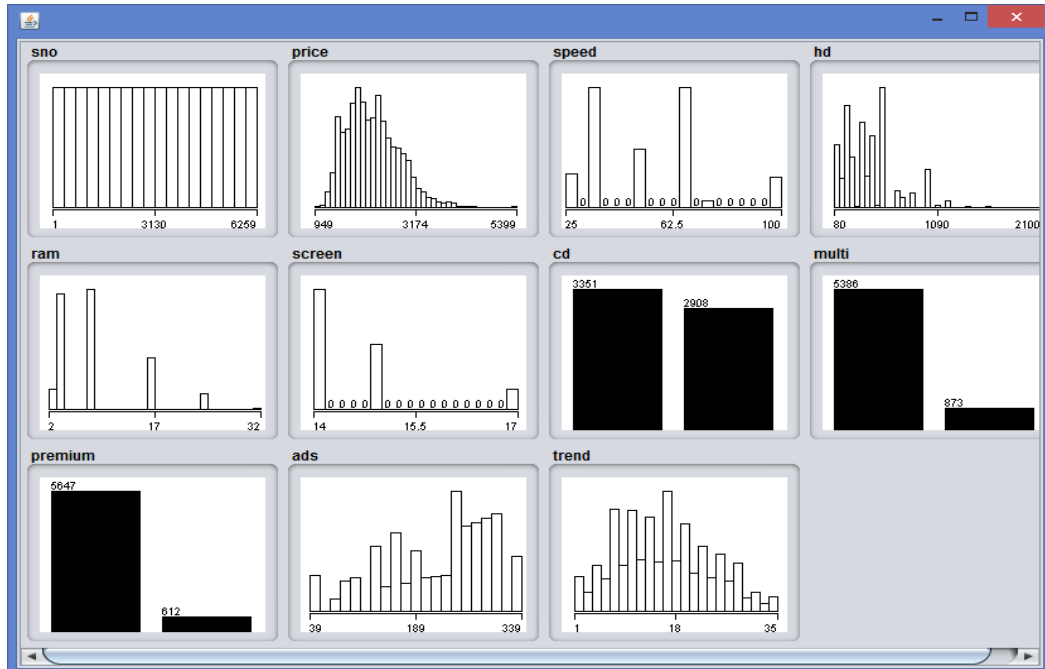 sno price speed hd
0 0 0 0 0 0 0 0 0 0 0 0
1 3130 6259 949 3174 5399 25 62.5 100 80 1090 2100
ram screen cd multi
3351 2908 5386 873
0 0 0 0 0 0 0 0 0 0 0 0 0 0 0
2 17 32 14 15.5 17
premium ads trend
5647 612
39 189 339 1 18 35